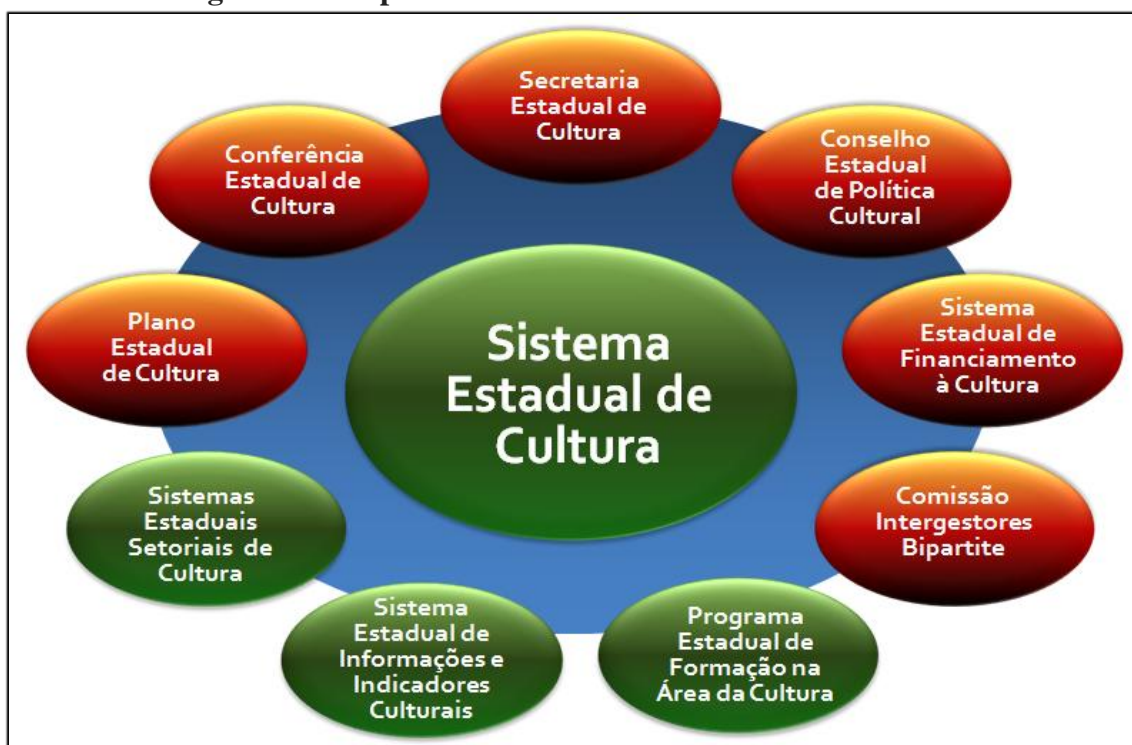 Secretaria
Estadual de
Cultura
Conferência
Estadual de
Cultura
Conselho
Estadual
de Política
Cultural
Plano
Estadual
de Cultura
Sistema
Estadual de
Cultura
Sistema
Estadual de
Financiamento
à Cultura
Sistemas
Estaduais
Setoriais de
Cultura
Comissão
Intergestores
Bipartite
Sistema
Estadual de
Informações e
Indicadores
Culturais
Programa
Estadual de
Formação na
Área da Cultura